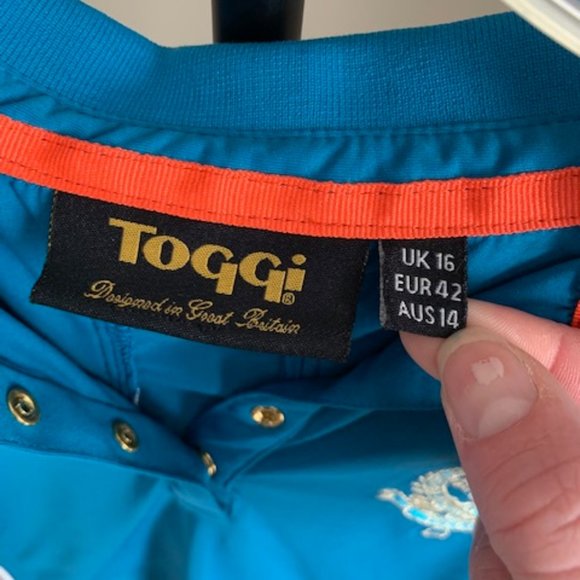 TOGGi®
Designed in Great Britain
UK 16
EUR 42
AUS 14